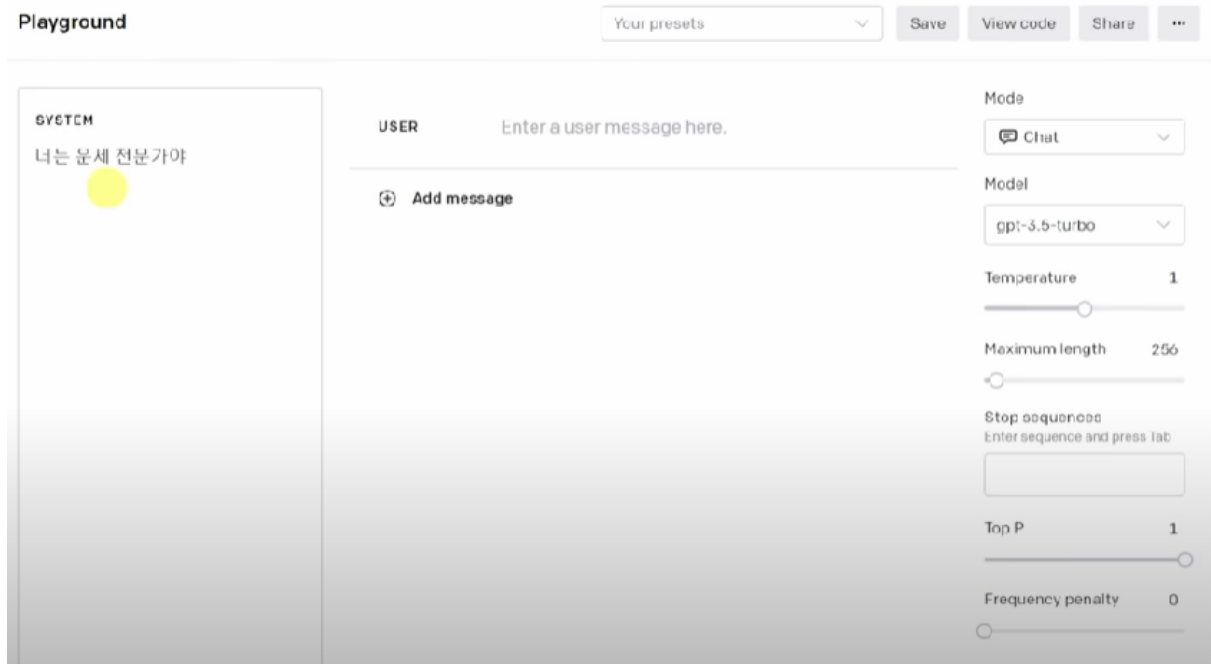 Playground
Your presets
Save
View code
Share
...
SYSTEM
너는 운세 전문가야
USER
Enter a user message here.
Add message
Mode
Chat
Model
gpt-3.5-turbo
Temperature 1
Maximum length 256
Stop sequences
Enter sequence and press Tab
Top P 1
Frequency penalty 0